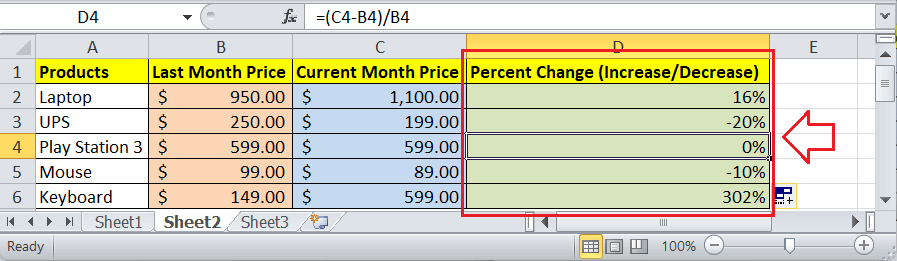 D4 fx =(C4-B4)/B4
A B C D E
1 Products Last Month Price Current Month Price Percent Change (Increase/Decrease)
2 Laptop $ 950.00 $ 1,100.00 16%
3 UPS $ 250.00 $ 199.00 -20%
4 Play Station 3 $ 599.00 $ 599.00 0%
5 Mouse $ 99.00 $ 89.00 -10%
6 Keyboard $ 149.00 $ 599.00 302%
Sheet1 Sheet2 Sheet3
Ready 100%